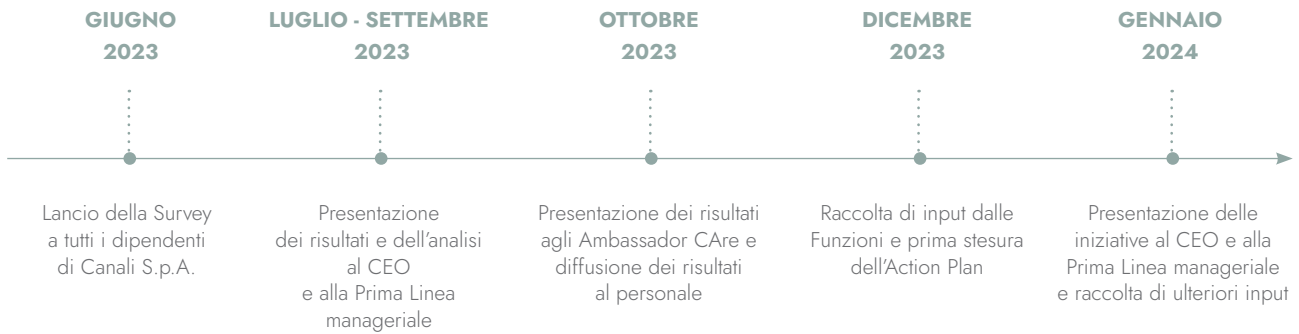 GIUGNO
2023
LUGLIO - SETTEMBRE
2023
OTTOBRE
2023
DICEMBRE
2023
GENNAIO
2024
Lancio della Survey
a tutti i dipendenti
di Canali S.p.A.
Presentazione
dei risultati e dell'analisi
al CEO
e alla Prima Linea
manageriale
Presentazione dei risultati
agli Ambassador CAre e
diffusione dei risultati
al personale
Raccolta di input dalle
Funzioni e prima stesura
dell'Action Plan
Presentazione delle
iniziative al CEO e alla
Prima Linea manageriale
e raccolta di ulteriori input